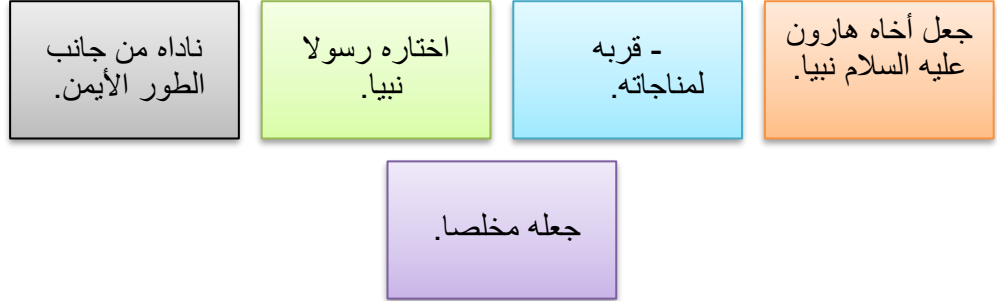 جعل أخاه هارون
عليه السلام نبيا.
- قربه
لمناجاته.
اختاره رسولا
نبيا.
ناداه من جانب
الطور الأيمن.
جعله مخلصا.